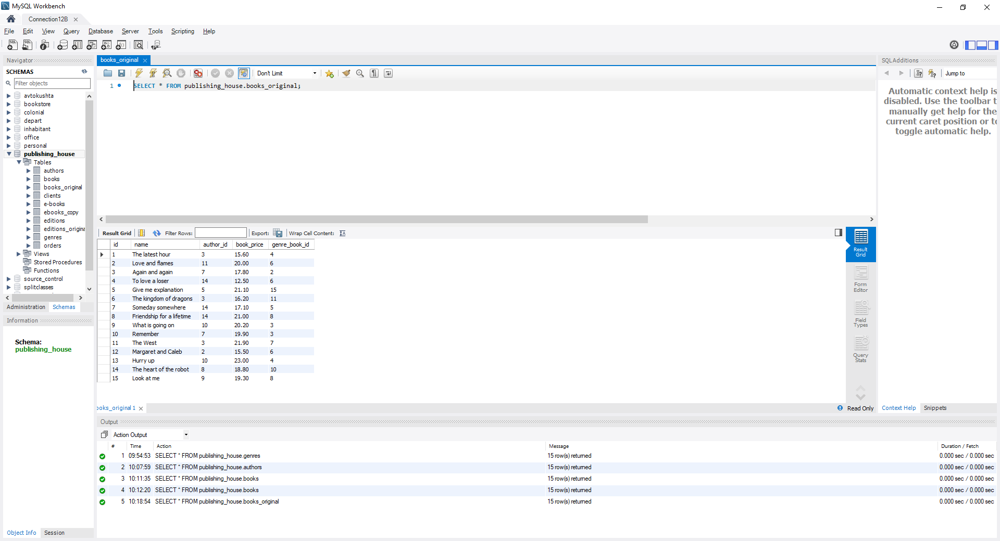 MySQL Workbench
Connection12B
File Edit View Query Database Server Tools Scripting Help
Navigator
SCHEMAS
Filter objects
avtokushta
bookstore
colonial
depart
inhabitant
office
personal
publishing_house
Tables
authors
books
books_original
clients
e-books
ebooks_copy
editions
editions_origina
genres
orders
Views
Stored Procedures
Functions
source_control
splitclasses
Administration Schemas
Information
Schema:
publishing_house
Object Info Session
books_original
Don't Limit
1 SELECT * FROM publishing_house.books_original;
Result Grid Filter Rows: Export: Wrap Cell Content:
id name author_id book_price genre_book_id
1 The latest hour 3 15.60 4
2 Love and flames 11 20.00 6
3 Again and again 7 17.80 2
4 To love a loser 14 12.50 6
5 Give me explanation 5 21.10 15
6 The kingdom of dragons 3 16.20 11
7 Someday somewhere 14 17.10 5
8 Friendship for a lifetime 14 21.00 8
9 What is going on 10 20.20 3
10 Remember 7 19.90 3
11 The West 3 21.90 7
12 Margaret and Caleb 2 15.50 6
13 Hurry up 10 23.00 4
14 The heart of the robot 8 18.80 10
15 Look at me 9 19.30 8
Result
Grid
Form
Editor
Field
Types
Query
Stats
ooks_original 1 Read Only
Output
Action Output
# Time Action Message Duration / Fetch
1 09:54:53 SELECT * FROM publishing_house.genres 15 row(s) returned 0.000 sec / 0.000 sec
2 10:07:59 SELECT * FROM publishing_house.authors 15 row(s) returned 0.000 sec / 0.000 sec
3 10:11:35 SELECT * FROM publishing_house.books 15 row(s) returned 0.000 sec / 0.000 sec
4 10:12:20 SELECT * FROM publishing_house.books 15 row(s) returned 0.000 sec / 0.000 sec
5 10:18:54 SELECT * FROM publishing_house.books_original 15 row(s) returned 0.000 sec / 0.000 sec
SQLAdditions
Jump to
Automatic context help is
disabled. Use the toolbar t
manually get help for the
current caret position or to
toggle automatic help.
Context Help Snippets